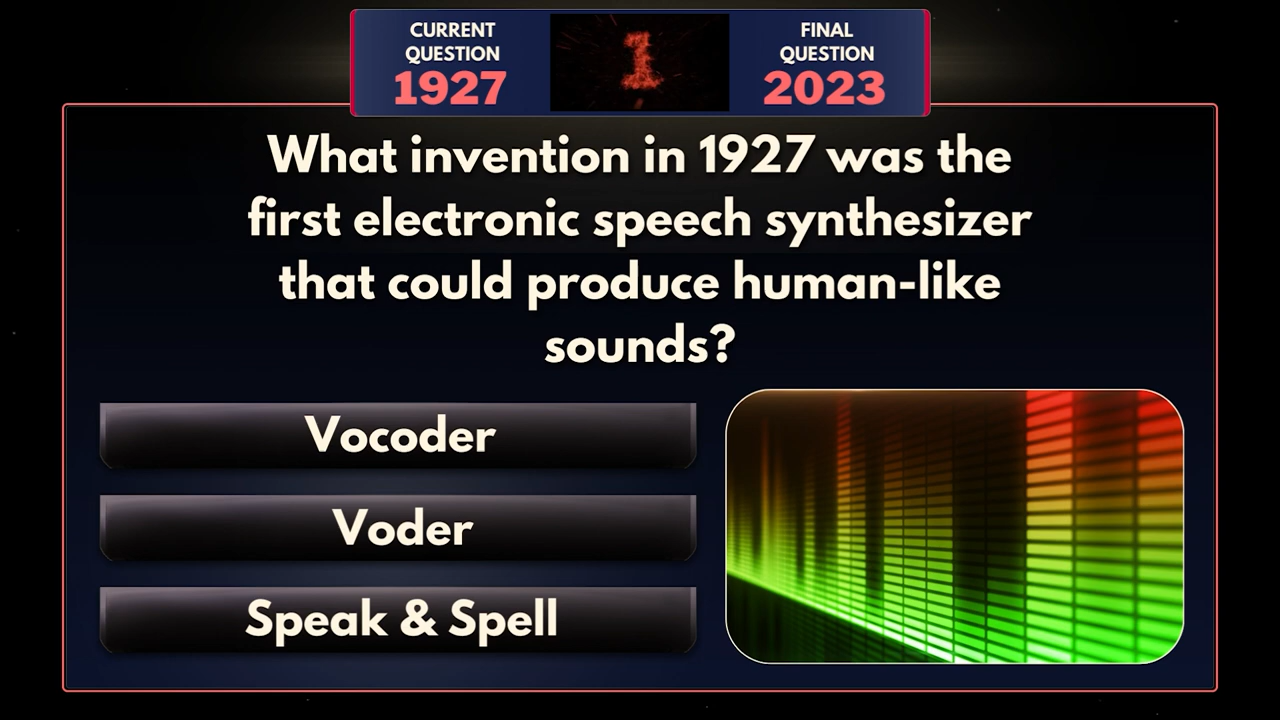 CURRENT
QUESTION
1927
1
FINAL
QUESTION
2023
What invention in 1927 was the
first electronic speech synthesizer
that could produce human-like
sounds?
Vocoder
Voder
Speak & Spell